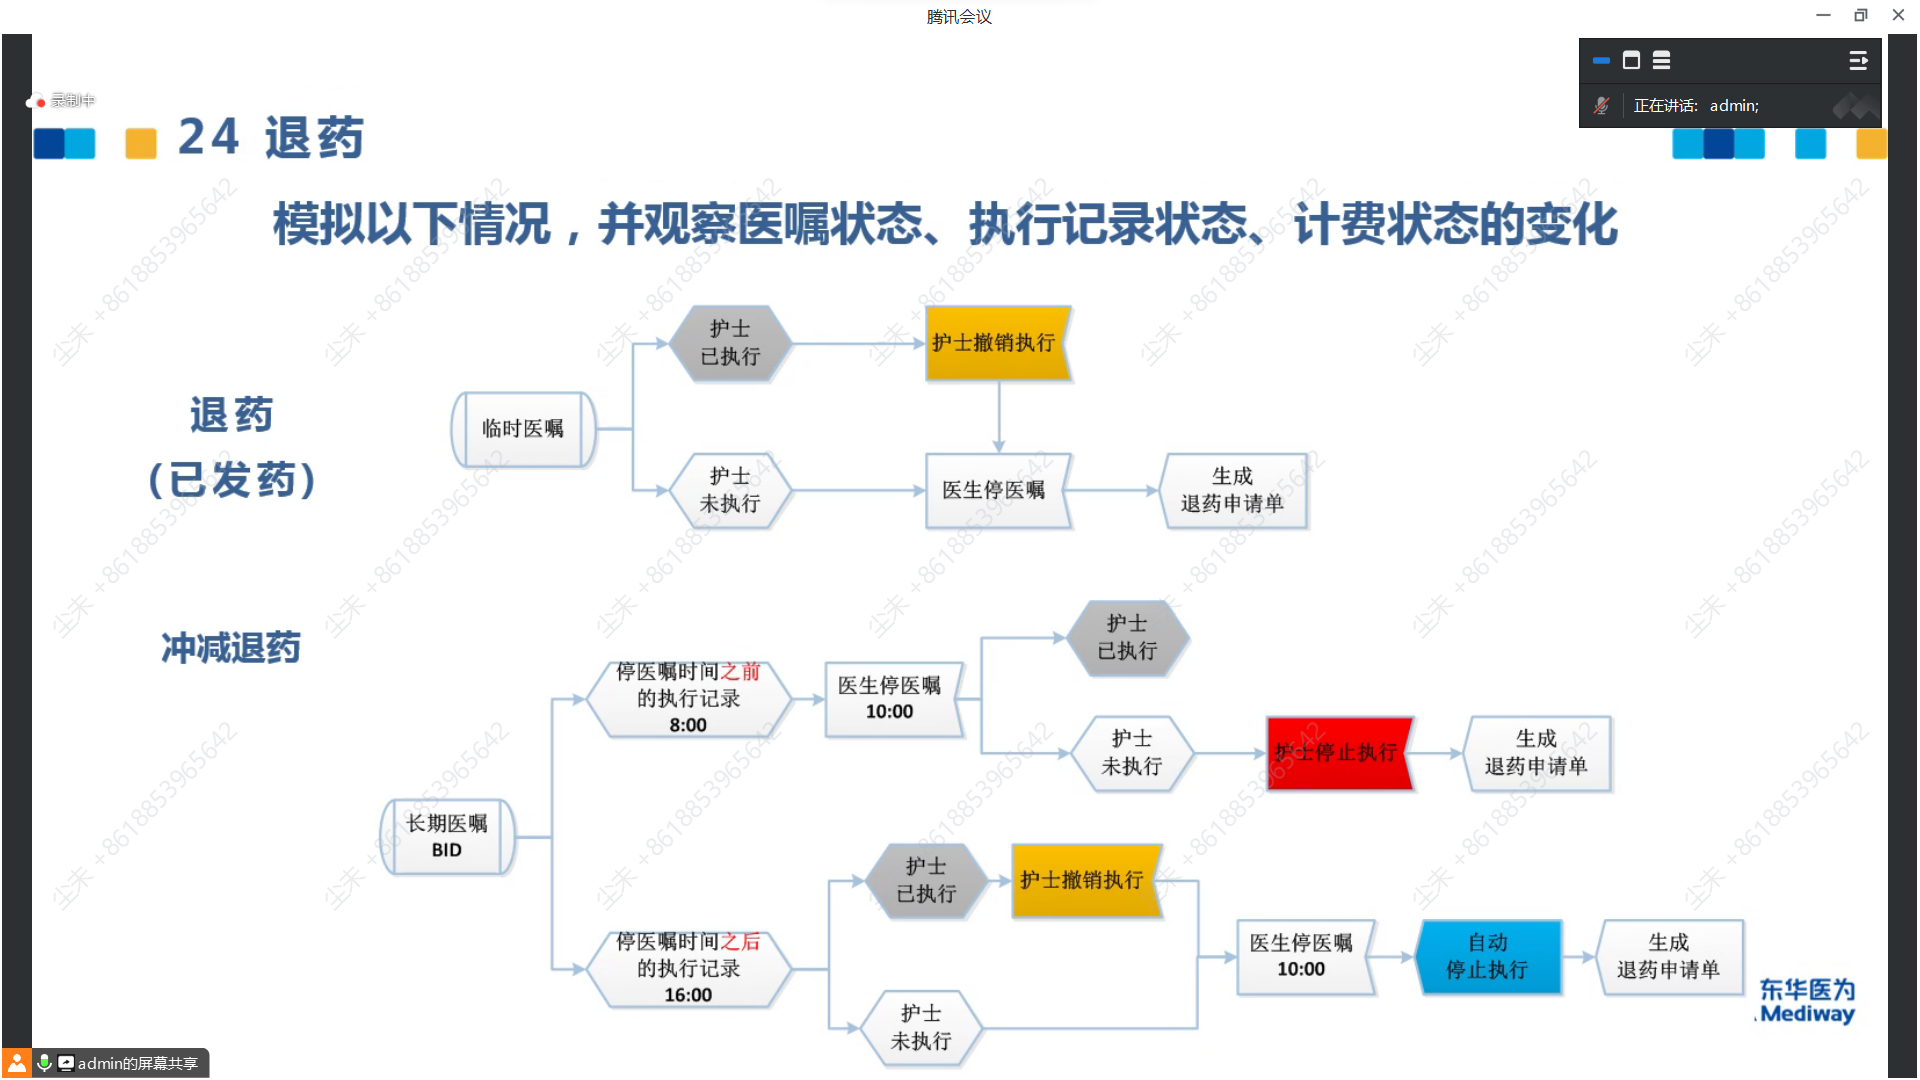 腾讯会议
录制中
正在讲话: admin;
24 退药
模拟以下情况，并观察医嘱状态、执行记录状态、计费状态的变化
退药
（已发药）
临时医嘱
护士
已执行
护士撤销执行
护士
未执行
医生停医嘱
生成
退药申请单
冲减退药
长期医嘱
BID
停医嘱时间之前
的执行记录
8:00
医生停医嘱
10:00
护士
已执行
护士
未执行
护士停止执行
生成
退药申请单
停医嘱时间之后
的执行记录
16:00
护士
已执行
护士撤销执行
护士
未执行
医生停医嘱
10:00
自动
停止执行
生成
退药申请单
东华医为
.Mediway
admin的屏幕共享
尘未 +8618853965642